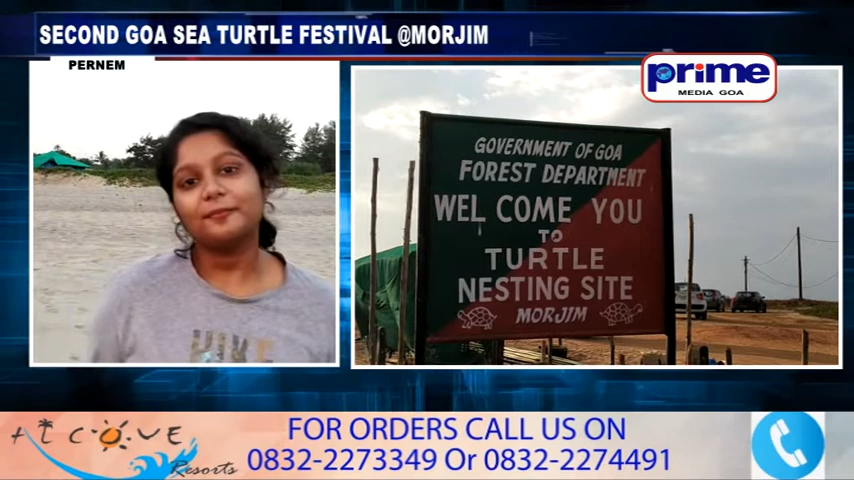 SECOND GOA SEA TURTLE FESTIVAL @MORJIM
PERNEM
prime
MEDIA GOA
GOVERNMENT OF GOA
FOREST DEPARTMENT
WEL COME YOU
TO
TURTLE
NESTING SITE
MORJIM
ALCOVE
Resorts
FOR ORDERS CALL US ON
0832-2273349 Or 0832-2274491